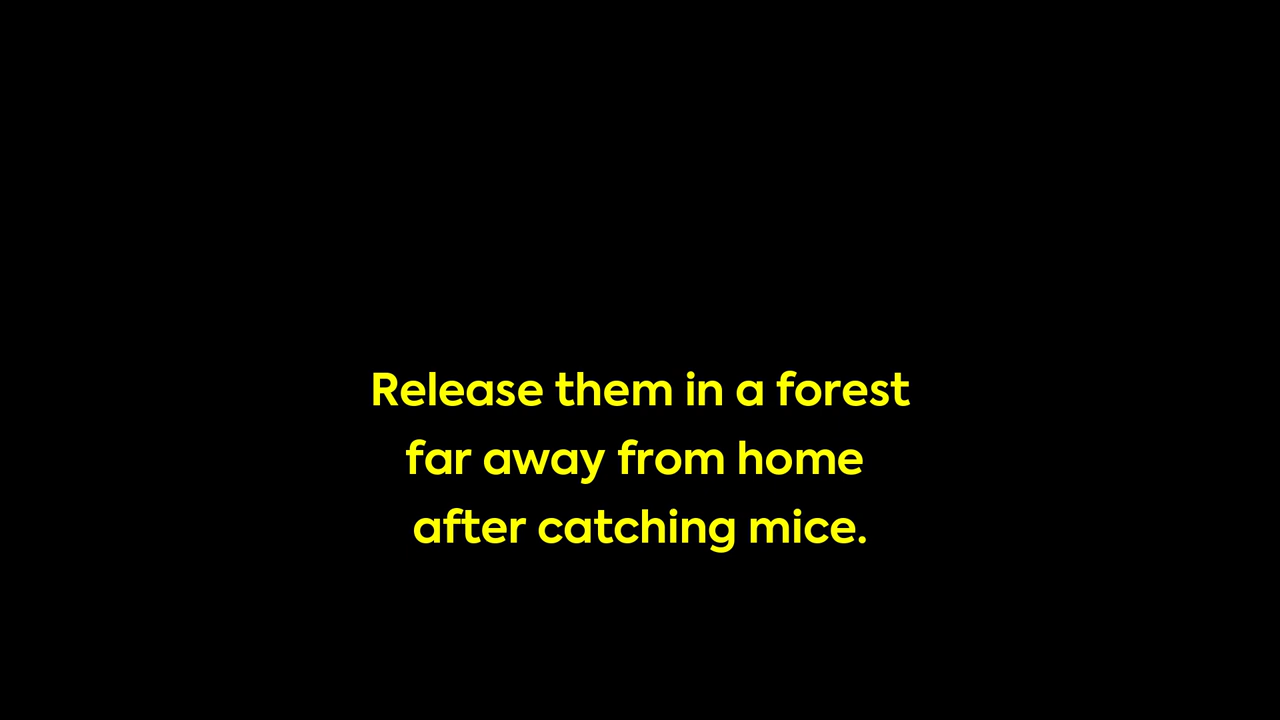 Release them in a forest
far away from home
after catching mice.